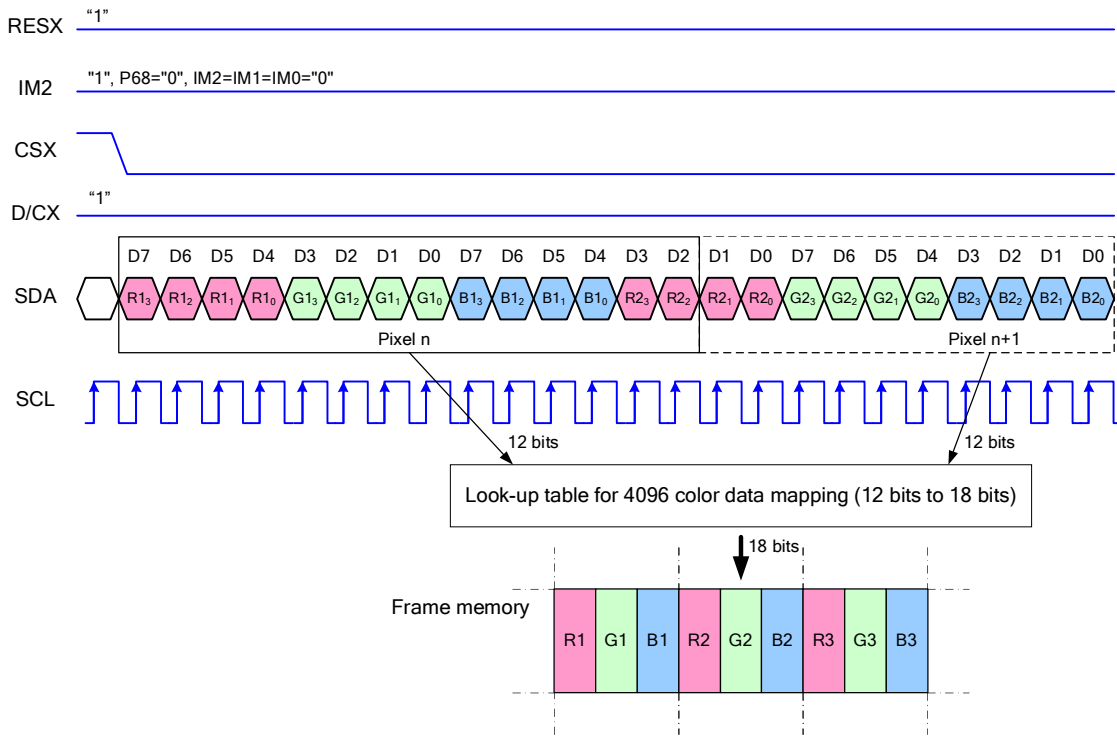 RESX “1”
IM2 "1", P68="0", IM2=IM1=IM0="0"
CSX
D/CX “1”
D7 D6 D5 D4 D3 D2 D1 D0 D7 D6 D5 D4 D3 D2 D1 D0 D7 D6 D5 D4 D3 D2 D1 D0
SDA R1₃ R1₂ R1₁ R1₀ G1₃ G1₂ G1₁ G1₀ B1₃ B1₂ B1₁ B1₀ R2₃ R2₂ R2₁ R2₀ G2₃ G2₂ G2₁ G2₀ B2₃ B2₂ B2₁ B2₀
Pixel n Pixel n+1
SCL
12 bits 12 bits
Look-up table for 4096 color data mapping (12 bits to 18 bits)
18 bits
Frame memory
R1 G1 B1 R2 G2 B2 R3 G3 B3